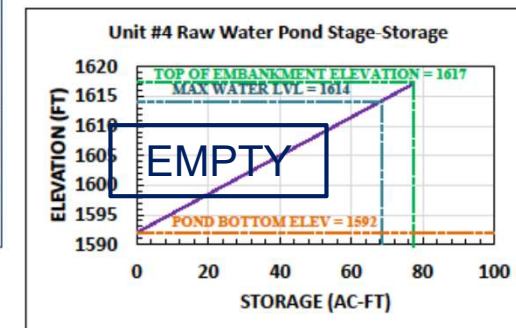 Unit #4 Raw Water Pond Stage-Storage
TOP OF EMBANKMENT ELEVATION = 1617
MAX WATER LVL = 1614
EMPTY
POND BOTTOM ELEV = 1592
ELEVATION (FT)
1620
1615
1610
1605
1600
1595
1590
0 20 40 60 80 100
STORAGE (AC-FT)